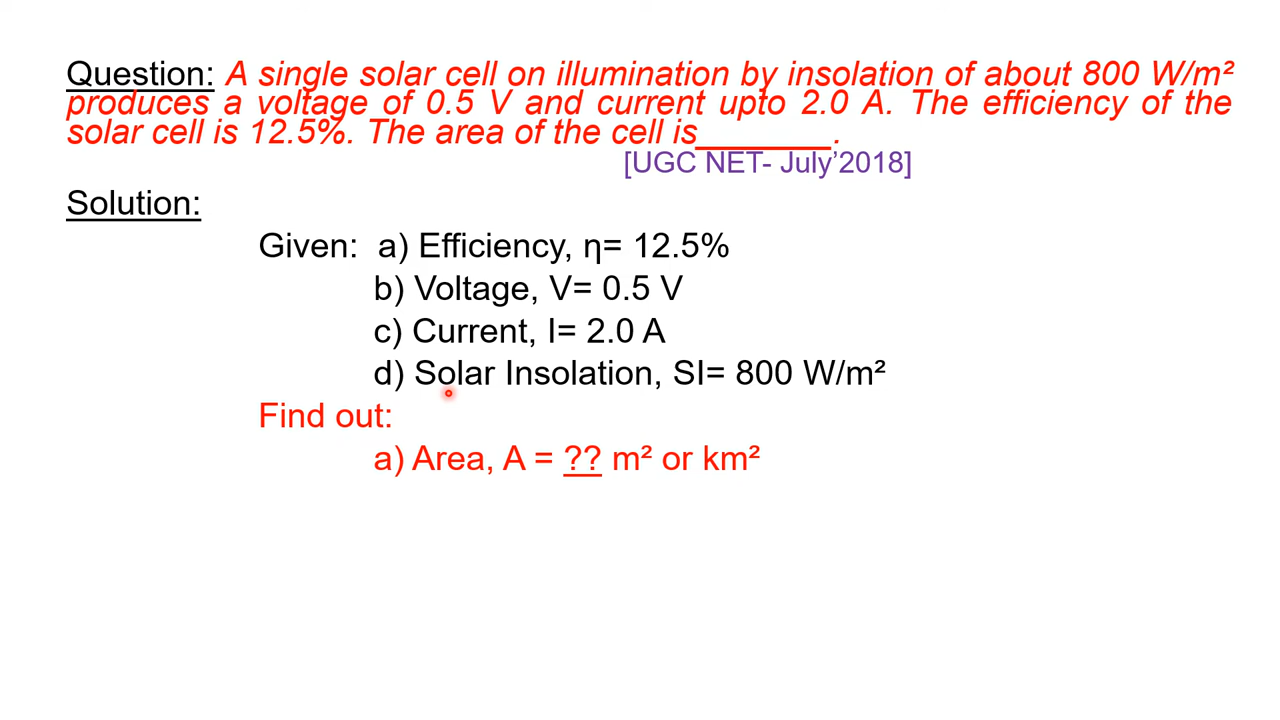 Question: A single solar cell on illumination by insolation of about 800 W/m²
produces a voltage of 0.5 V and current upto 2.0 A. The efficiency of the
solar cell is 12.5%. The area of the cell is________.
[UGC NET- July’2018]
Solution:
Given: a) Efficiency, η= 12.5%
b) Voltage, V= 0.5 V
c) Current, I= 2.0 A
d) Solar Insolation, SI= 800 W/m²
Find out:
a) Area, A = ?? m² or km²